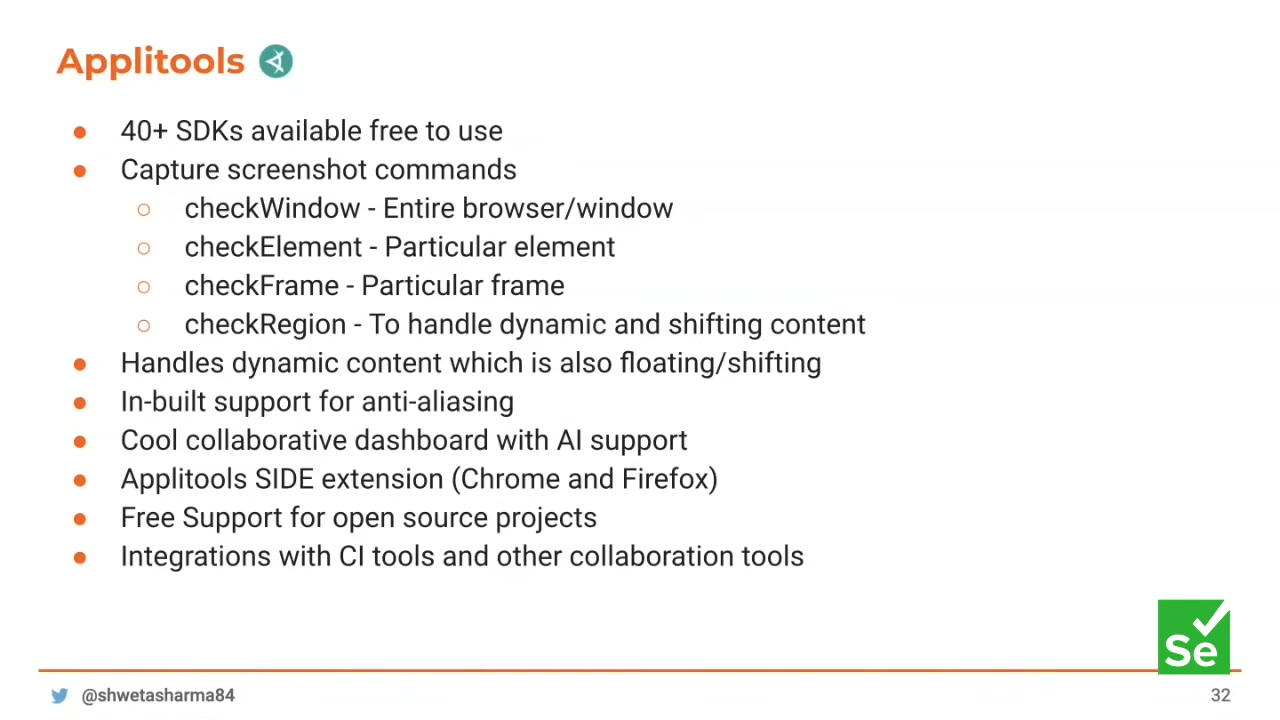 Applitools
● 40+ SDKs available free to use
● Capture screenshot commands
○ checkWindow - Entire browser/window
○ checkElement - Particular element
○ checkFrame - Particular frame
○ checkRegion - To handle dynamic and shifting content
● Handles dynamic content which is also floating/shifting
● In-built support for anti-aliasing
● Cool collaborative dashboard with AI support
● Applitools SIDE extension (Chrome and Firefox)
● Free Support for open source projects
● Integrations with CI tools and other collaboration tools
Se
@shwetasharma84
32